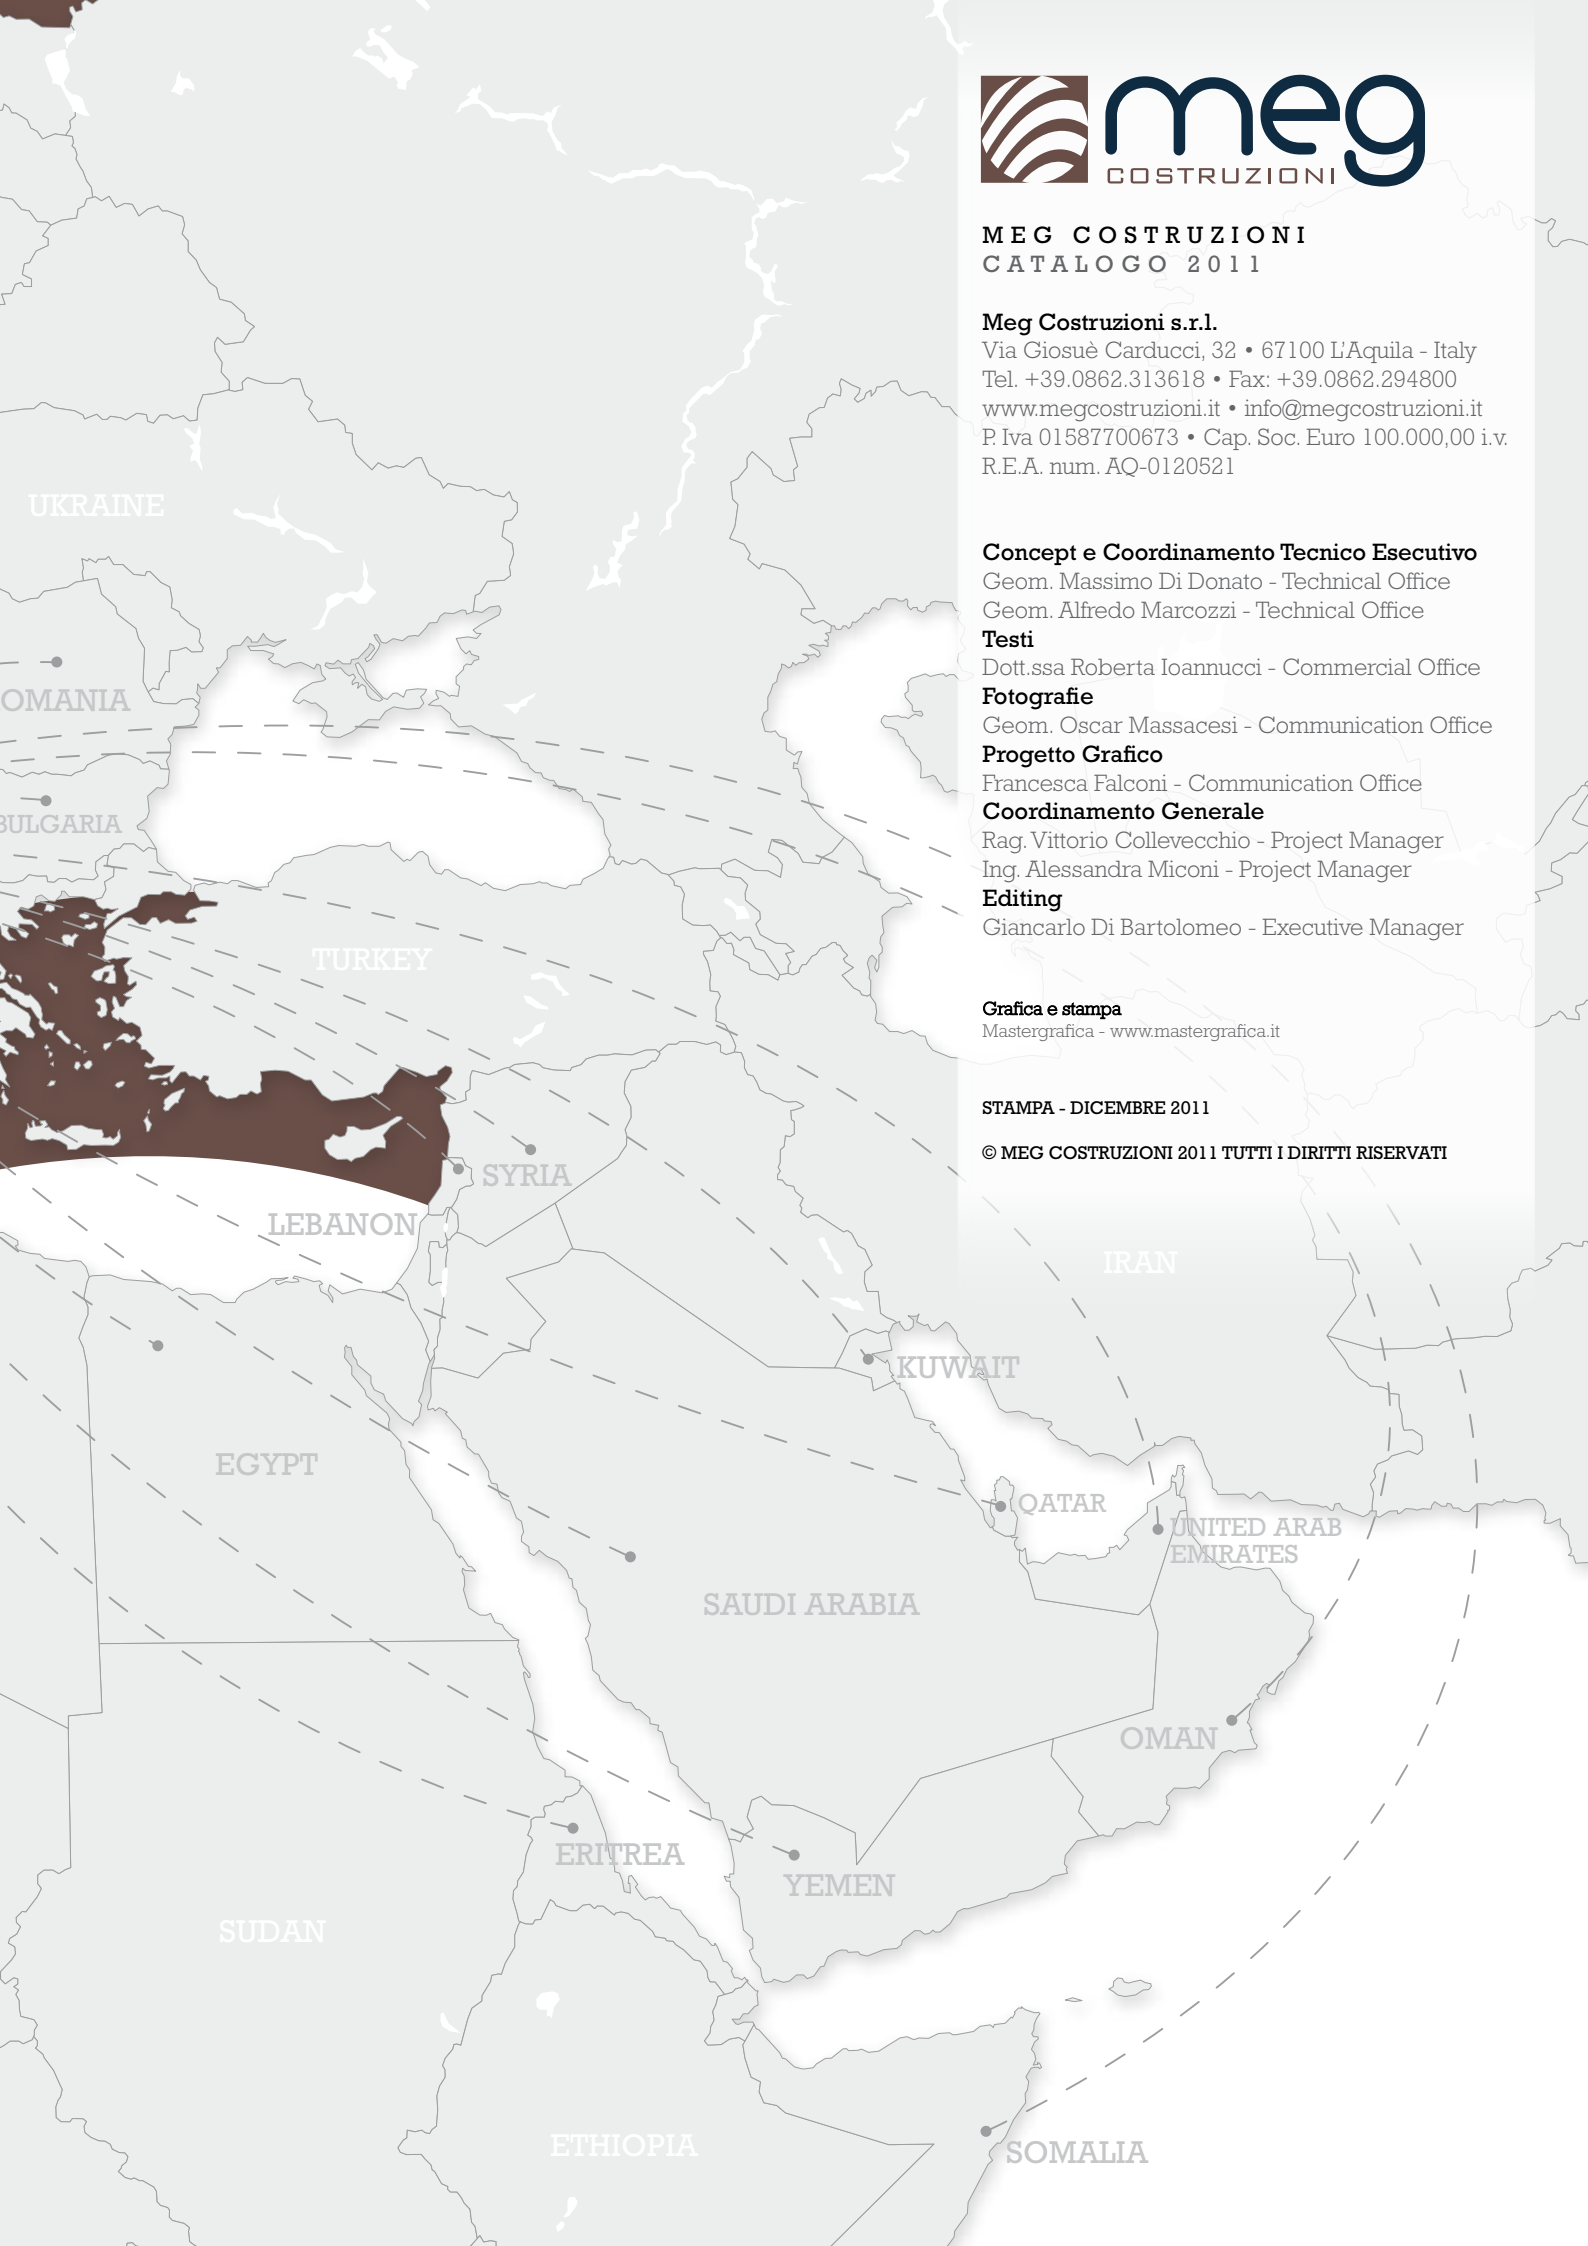 meg
COSTRUZIONI
MEG COSTRUZIONI
CATALOGO 2011
Meg Costruzioni s.r.l.
Via Giosuè Carducci, 32 • 67100 L'Aquila - Italy
Tel. +39.0862.313618 • Fax: +39.0862.294800
www.megcostruzioni.it • info@megcostruzioni.it
P. Iva 01587700673 • Cap. Soc. Euro 100.000,00 i.v.
R.E.A. num. AQ-0120521
Concept e Coordinamento Tecnico Esecutivo
Geom. Massimo Di Donato - Technical Office
Geom. Alfredo Marcozzi - Technical Office
Testi
Dott.ssa Roberta Ioannucci - Commercial Office
Fotografie
Geom. Oscar Massacesi - Communication Office
Progetto Grafico
Francesca Falconi - Communication Office
Coordinamento Generale
Rag. Vittorio Collevecchio - Project Manager
Ing. Alessandra Miconi - Project Manager
Editing
Giancarlo Di Bartolomeo - Executive Manager
Grafica e stampa
Mastergrafica - www.mastergrafica.it
STAMPA - DICEMBRE 2011
© MEG COSTRUZIONI 2011 TUTTI I DIRITTI RISERVATI
UKRAINE
OMANIA
BULGARIA
TURKEY
SYRIA
LEBANON
IRAN
KUWAIT
EGYPT
QATAR
UNITED ARAB
EMIRATES
SAUDI ARABIA
OMAN
ERITREA
YEMEN
SUDAN
ETHIOPIA
SOMALIA